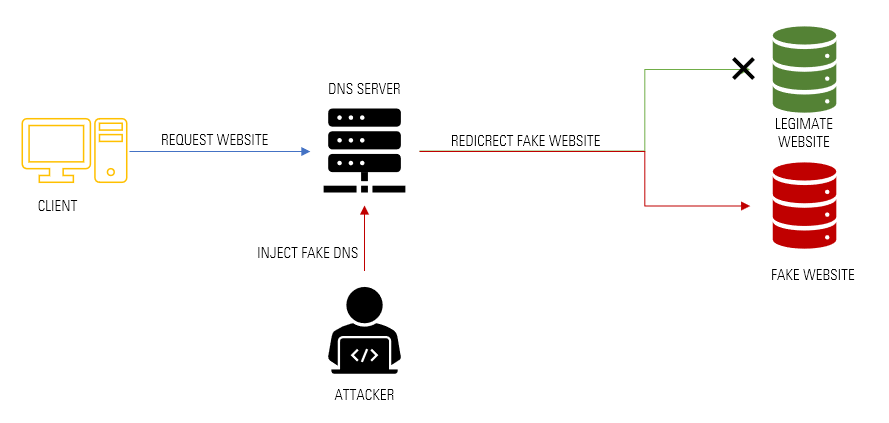 DNS SERVER
REQUEST WEBSITE
REDICRECT FAKE WEBSITE
LEGIMATE
WEBSITE
CLIENT
INJECT FAKE DNS
FAKE WEBSITE
ATTACKER